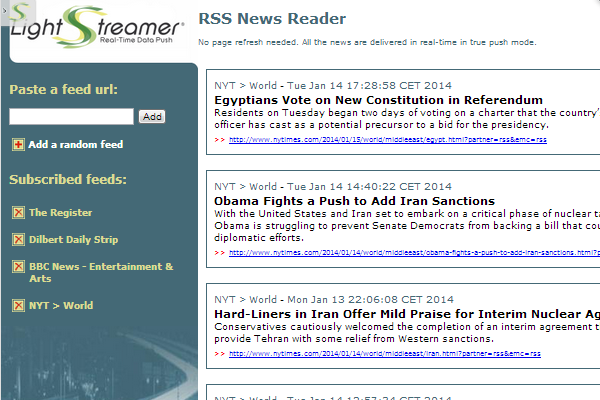 LightStreamer®
Real-Time Data Push
Paste a feed url:
Add
Add a random feed
Subscribed feeds:
The Register
Dilbert Daily Strip
BBC News - Entertainment &
Arts
NYT > World
RSS News Reader
No page refresh needed. All the news are delivered in real-time in true push mode.
NYT > World - Tue Jan 14 17:28:58 CET 2014
Egyptians Vote on New Constitution in Referendum
Residents on Tuesday began two days of voting on a charter that the country’
officer has cast as a potential precursor to a bid for the presidency.
>> http://www.nytimes.com/2014/01/15/world/middleeast/egypt.html?partner=rss&emc=rss
NYT > World - Tue Jan 14 14:40:22 CET 2014
Obama Fights a Push to Add Iran Sanctions
With the United States and Iran set to embark on a critical phase of nuclear ta
Obama is struggling to prevent Senate Democrats from backing a bill that cou
diplomatic efforts.
>> http://www.nytimes.com/2014/01/14/world/middleeast/obama-fights-a-push-to-add-iran-sanctions.html?p
NYT > World - Mon Jan 13 22:06:08 CET 2014
Hard-Liners in Iran Offer Mild Praise for Interim Nuclear Ag
Conservatives cautiously welcomed the completion of an interim agreement t
provide Tehran with some relief from Western sanctions.
>> http://www.nytimes.com/2014/01/14/world/middleeast/iran.html?partner=rss&emc=rss
NYT > World - Tue Jan 14 12:57:34 CET 2014